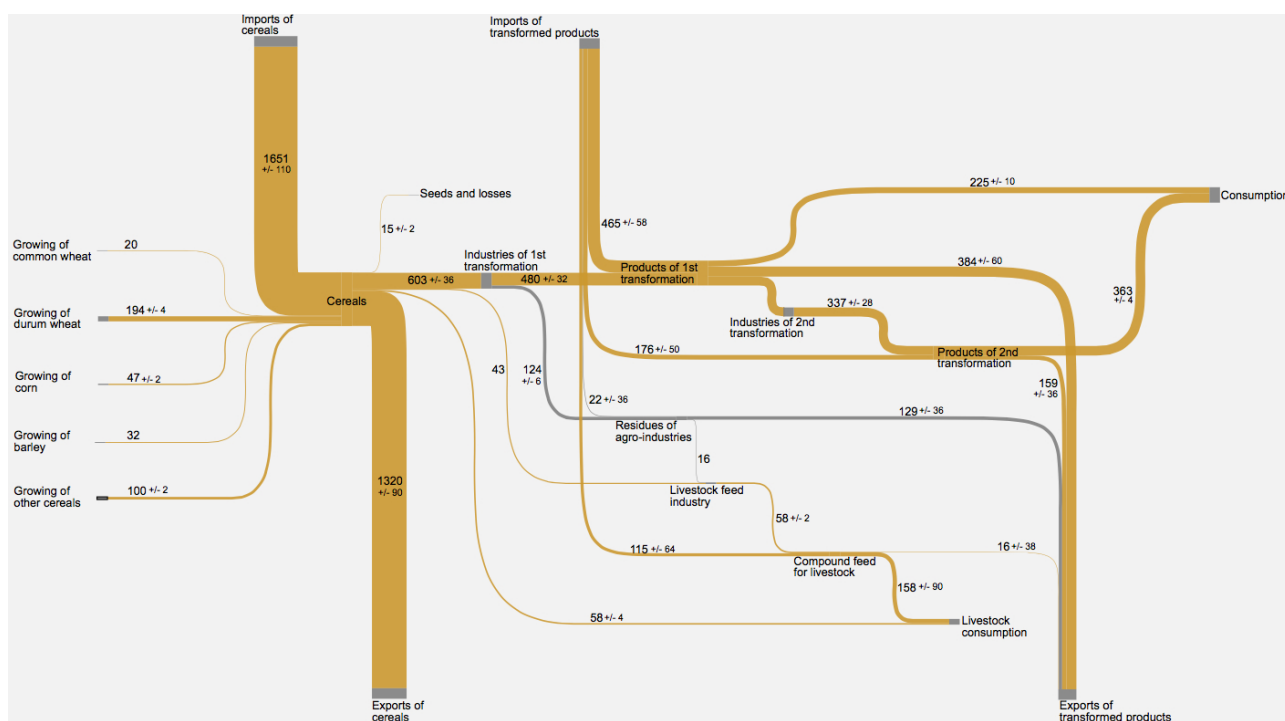 Imports of
cereals
Imports of
transformed products
1651
+/- 110
Seeds and losses
225 +/- 10
Consumption
15 +/- 2
465 +/- 58
Growing of
common wheat
20
Industries of 1st
transformation
384 +/- 60
603 +/- 36
480 +/- 32
Products of 1st
transformation
Cereals
363
+/- 4
337 +/- 28
Growing of
durum wheat
194 +/- 4
Industries of 2nd
transformation
176 +/- 50
Products of 2nd
transformation
43
124
+/- 6
Growing of
corn
47 +/- 2
159
+/- 36
22 +/- 36
129 +/- 36
Residues of
agro-industries
Growing of
barley
32
16
1320
+/- 90
Growing of
other cereals
100 +/- 2
Livestock feed
industry
58 +/- 2
115 +/- 64
16 +/- 38
Compound feed
for livestock
158 +/- 90
58 +/- 4
Livestock
consumption
Exports of
cereals
Exports of
transformed products